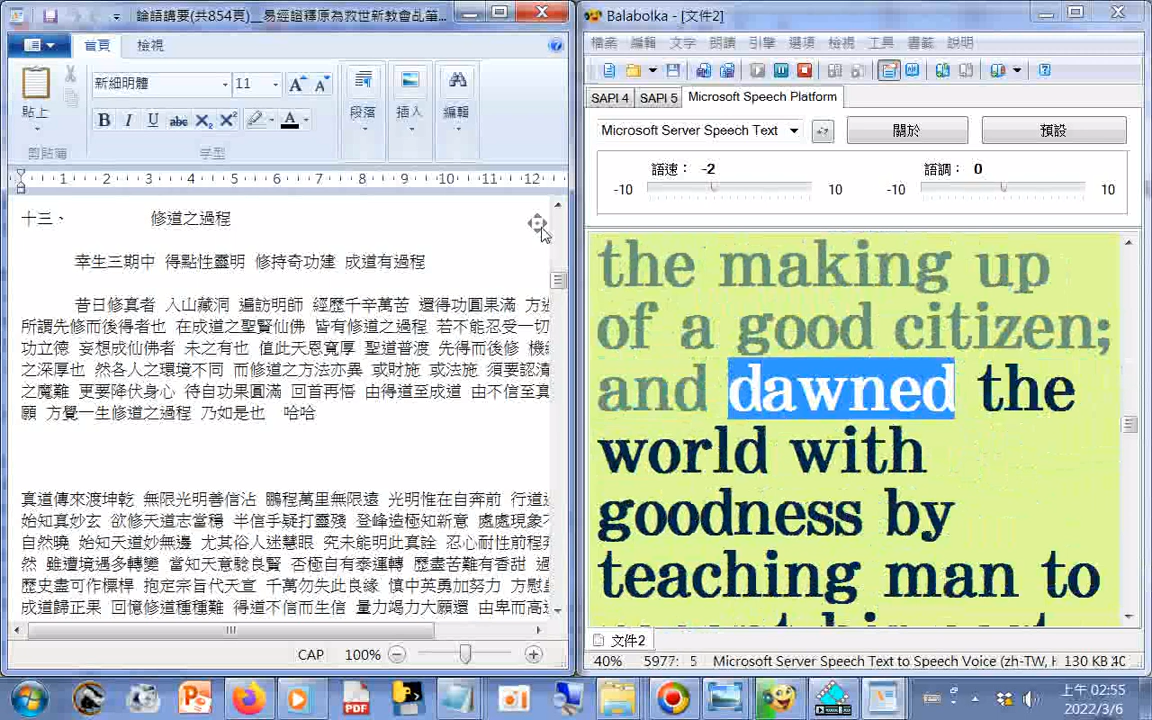 論語講要(共854頁)__易經證釋原為救世新教會乩筆...
首頁
檢視
貼上
剪貼簿
新細明體
11
字型
段落
插入
編輯
1 2 3 4 5 6 7 8 9 10 11 12
十三、 修道之過程
幸生三期中 得點性靈明 修持奇功建 成道有過程
昔日修真者 入山藏洞 遍訪明師 經歷千辛萬苦 還得功圓果滿 方
所謂先修而後得者也 在成道之聖賢仙佛 皆有修道之過程 若不能忍受一切
功立德 妄想成仙佛者 未之有也 值此天恩寬厚 聖道普渡 先得而後修 機
之深厚也 然各人之環境不同 而修道之方法亦異 或財施 或法施 須要認清
之魔難 更要降伏身心 待自功果圓滿 回首再悟 由得道至成道 由不信至真
願 方覺一生修道之過程 乃如是也 哈哈
真道傳來渡坤乾 無限光明善信沾 鵬程萬里無限遠 光明惟在自奔前 行道
始知真妙玄 欲修天道志當穩 半信半疑打靈殘 登峰造極知新意 處處現象
自然曉 始知天道妙無邊 尤其俗人迷慧眼 究未能明此真詮 忍心耐性前程
然 雖遭境遇多轉變 當知天意驗良賢 否極自有泰運轉 歷盡苦難有香甜
歷史盡可作標桿 抱定宗旨代天宣 千萬勿失此良緣 慎中英勇加努力 方慰
成道歸正果 回憶修道種種難 得道不信而生信 量力竭力大願還 由卑而高
CAP 100%
Balabolka - [文件2]
檔案 編輯 文字 朗讀 引擎 選項 檢視 工具 書籤 說明
SAPI 4 SAPI 5 Microsoft Speech Platform
Microsoft Server Speech Text 關於 預設
語速： -2 語調： 0
-10 10 -10 10
the making up
of a good citizen;
and dawned the
world with
goodness by
teaching man to
文件2
40% 5977: 5 Microsoft Server Speech Text to Speech Voice (zh-TW, H 130 KB
PDF
上午 02:55
2022/3/6